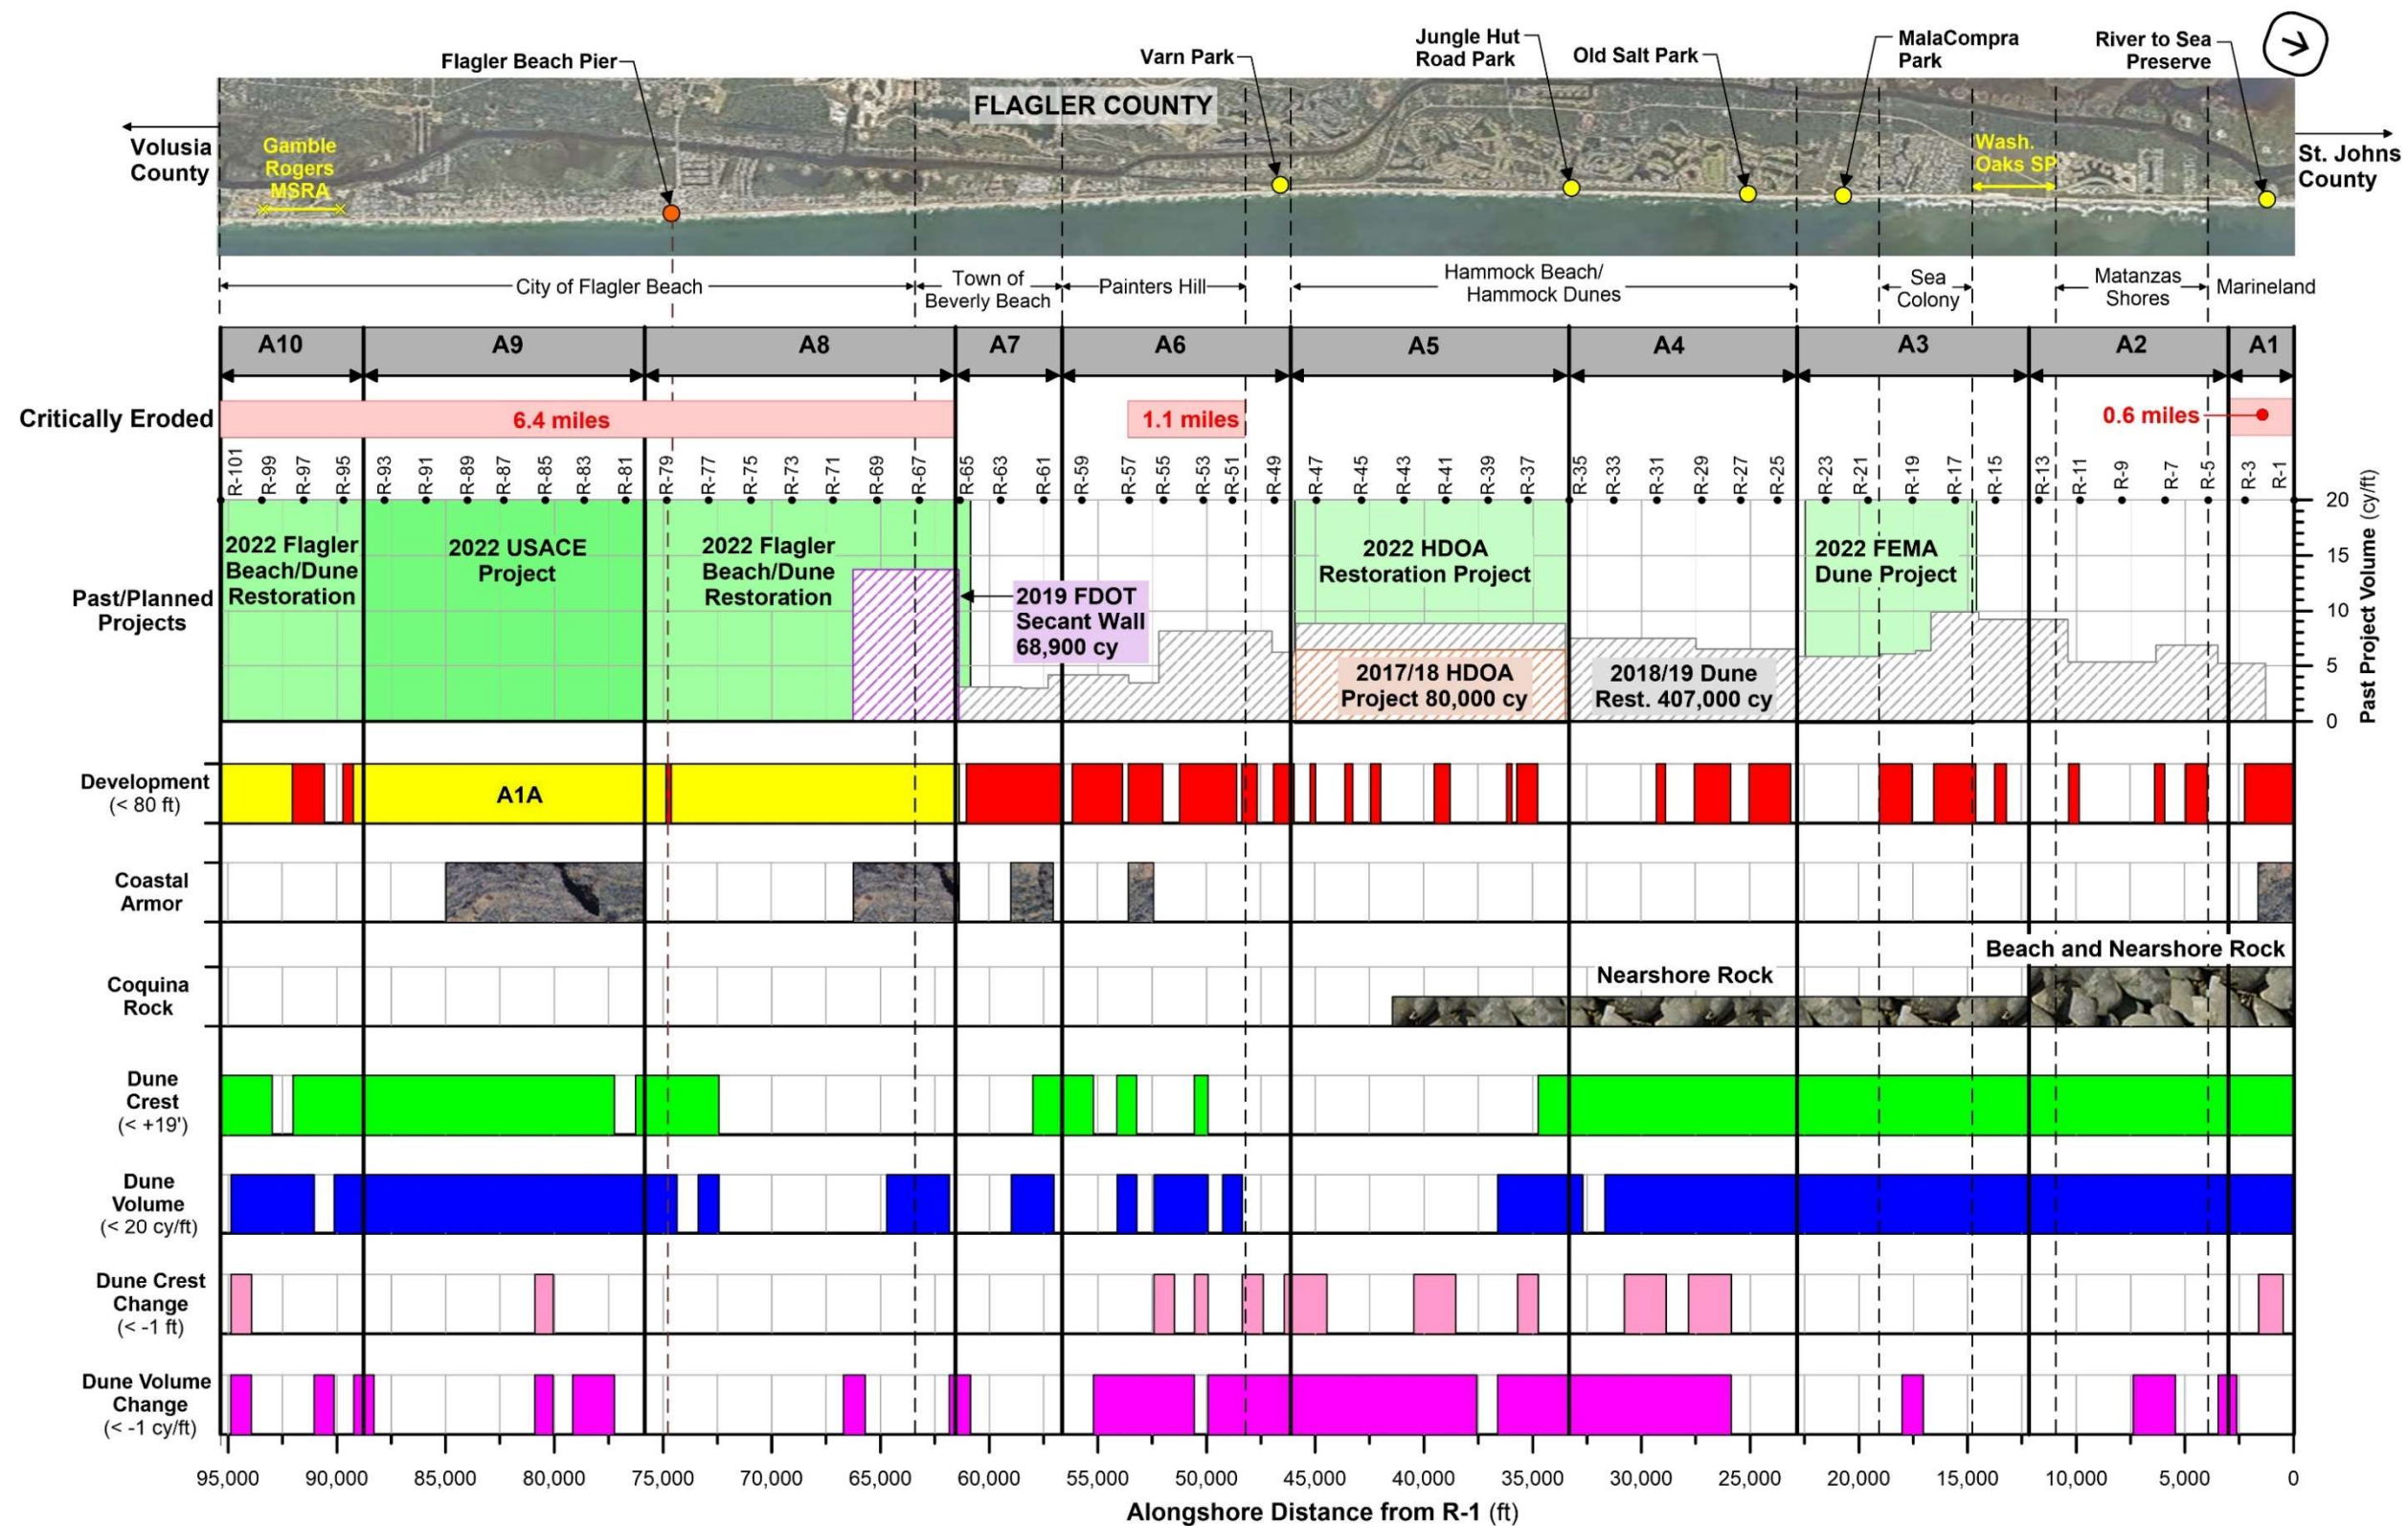 Flagler Beach Pier
Varn Park
Jungle Hut
Road Park
Old Salt Park
MalaCompra
Park
River to Sea
Preserve
FLAGLER COUNTY
Volusia
County
Gamble
Rogers
MSRA
Wash.
Oaks SP
St. Johns
County
City of Flagler Beach
Town of
Beverly Beach
Painters Hill
Hammock Beach/
Hammock Dunes
Sea
Colony
Matanzas
Shores
Marineland
A10 A9 A8 A7 A6 A5 A4 A3 A2 A1
Critically Eroded
6.4 miles
1.1 miles
0.6 miles
R-101 R-99 R-97 R-95 R-93 R-91 R-89 R-87 R-85 R-83 R-81 R-79 R-77 R-75 R-73 R-71 R-69 R-67 R-65 R-63 R-61 R-59 R-57 R-55 R-53 R-51 R-49 R-47 R-45 R-43 R-41 R-39 R-37 R-35 R-33 R-31 R-29 R-27 R-25 R-23 R-21 R-19 R-17 R-15 R-13 R-11 R-9 R-7 R-5 R-3 R-1
Past/Planned
Projects
2022 Flagler
Beach/Dune
Restoration
2022 USACE
Project
2022 Flagler
Beach/Dune
Restoration
2019 FDOT
Secant Wall
68,900 cy
2022 HDOA
Restoration Project
2017/18 HDOA
Project 80,000 cy
2018/19 Dune
Rest. 407,000 cy
2022 FEMA
Dune Project
20
15
10
5
0
Past Project Volume (cy/ft)
Development
(< 80 ft)
A1A
Coastal
Armor
Coquina
Rock
Nearshore Rock
Beach and Nearshore Rock
Dune
Crest
(< +19')
Dune
Volume
(< 20 cy/ft)
Dune Crest
Change
(< -1 ft)
Dune Volume
Change
(< -1 cy/ft)
95,000 90,000 85,000 80,000 75,000 70,000 65,000 60,000 55,000 50,000 45,000 40,000 35,000 30,000 25,000 20,000 15,000 10,000 5,000 0
Alongshore Distance from R-1 (ft)